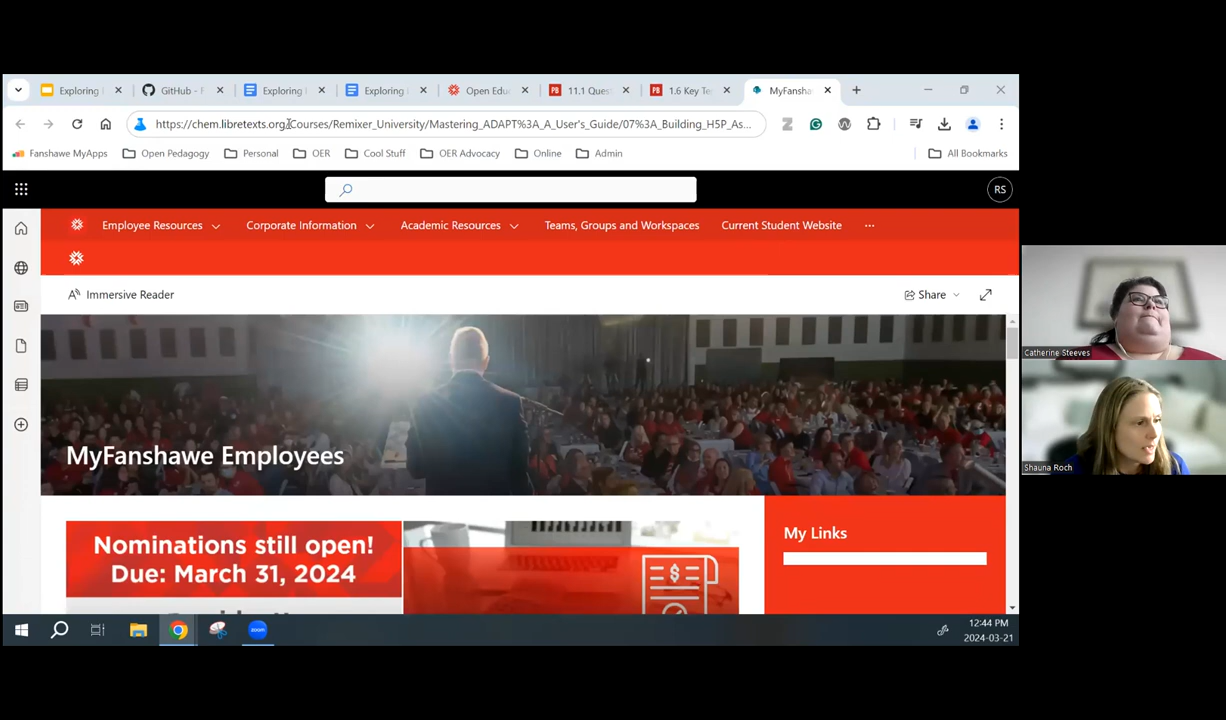 Exploring
GitHub - F
Exploring
Exploring
Open Edu
11.1 Ques
1.6 Key Te
MyFansha
https://chem.libretexts.org/Courses/Remixer_University/Mastering_ADAPT%3A_A_User's_Guide/07%3A_Building_H5P_As...
Fanshawe MyApps
Open Pedagogy
Personal
OER
Cool Stuff
OER Advocacy
Online
Admin
All Bookmarks
RS
Employee Resources
Corporate Information
Academic Resources
Teams, Groups and Workspaces
Current Student Website
Immersive Reader
Share
MyFanshawe Employees
Nominations still open!
Due: March 31, 2024
My Links
Catherine Steeves
Shauna Roch
zoom
12:44 PM
2024-03-21